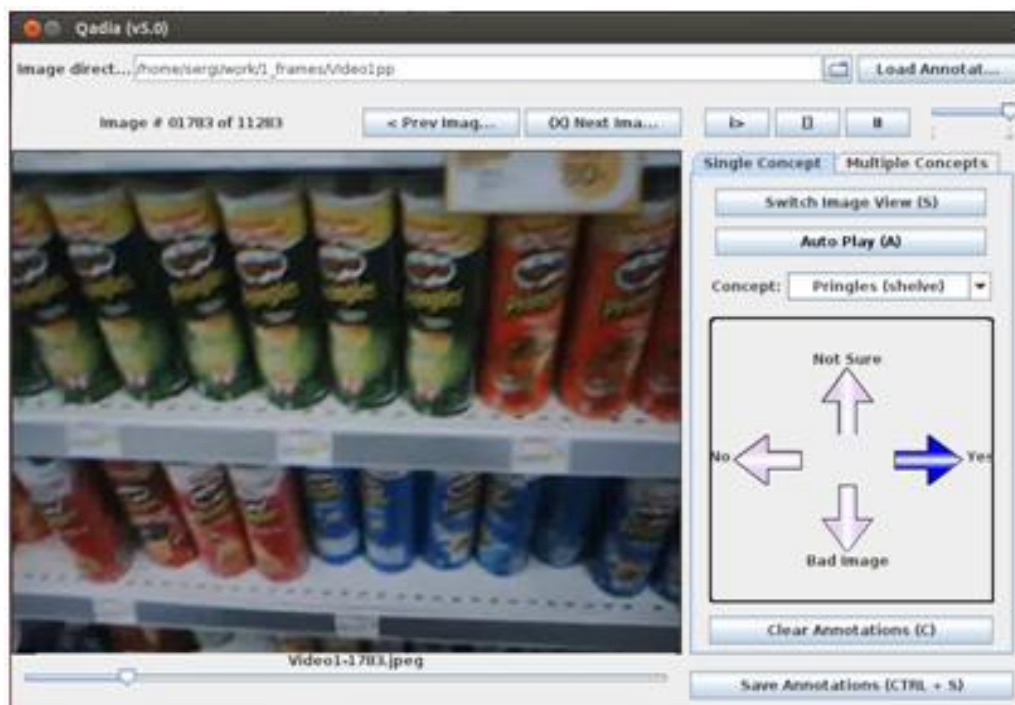 Qadia (v5.0)
Image direct... /home/sergi/work/1_frames/Video1pp Load Annotat...
Image # 01783 of 11283 < Prev Imag... (X) Next Ima...
Single Concept Multiple Concepts
Switch Image View (S)
Auto Play (A)
Concept: Pringles (shelve)
Not Sure
No Yes
Bad Image
Clear Annotations (C)
Video1-1783.jpeg
Save Annotations (CTRL + S)